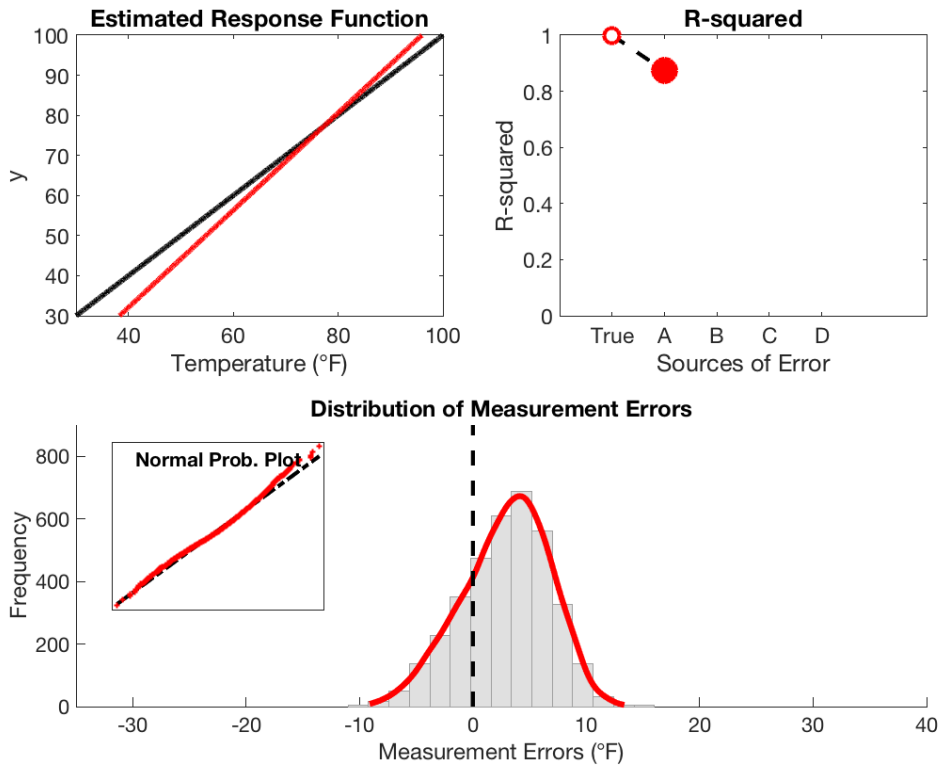 Estimated Response Function
100
90
80
70
60
50
40
30
y
40
60
80
100
Temperature (°F)
R-squared
1
0.8
0.6
0.4
0.2
0
R-squared
True
A
B
C
D
Sources of Error
Distribution of Measurement Errors
800
600
400
200
0
Frequency
Normal Prob. Plot
-30
-20
-10
0
10
20
30
40
Measurement Errors (°F)